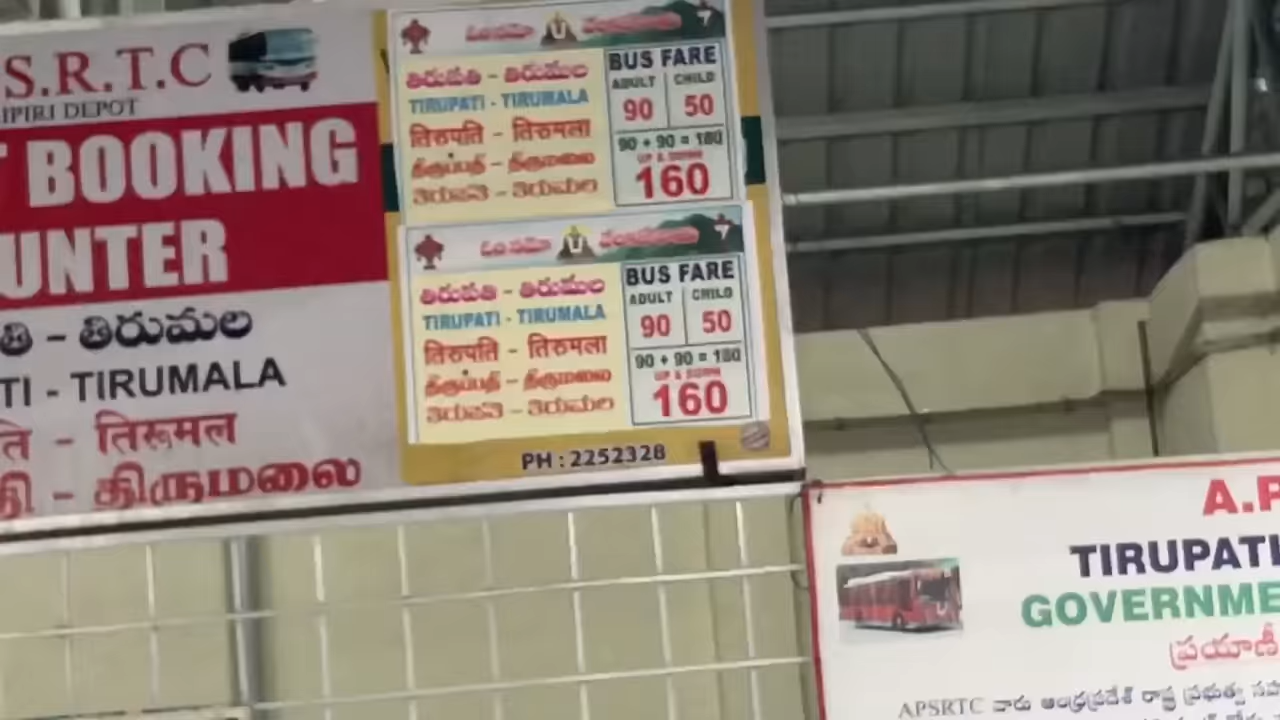 S.R.T.C
IPIRI DEPOT
T BOOKING
UNTER
తి - తిరుమల
TI - TIRUMALA
ति - तिरूमल
தி - திருமலை
BUS FARE
ADULT CHILD
90 50
90 + 90 = 180
UP & DOWN
160
తిరుపతి - తిరుమల
TIRUPATI - TIRUMALA
तिरुपति - तिरुमला
BUS FARE
ADULT CHILD
90 50
90 + 90 = 180
UP & DOWN
160
తిరుపతి - తిరుమల
TIRUPATI - TIRUMALA
तिरुपति - तिरुमला
PH : 2252328
A.P
TIRUPATI
GOVERNME
ప్రయాణీ
APSRTC వారు ఆంధ్రప్రదేశ్ రాష్ట్ర ప్రభుత్వ